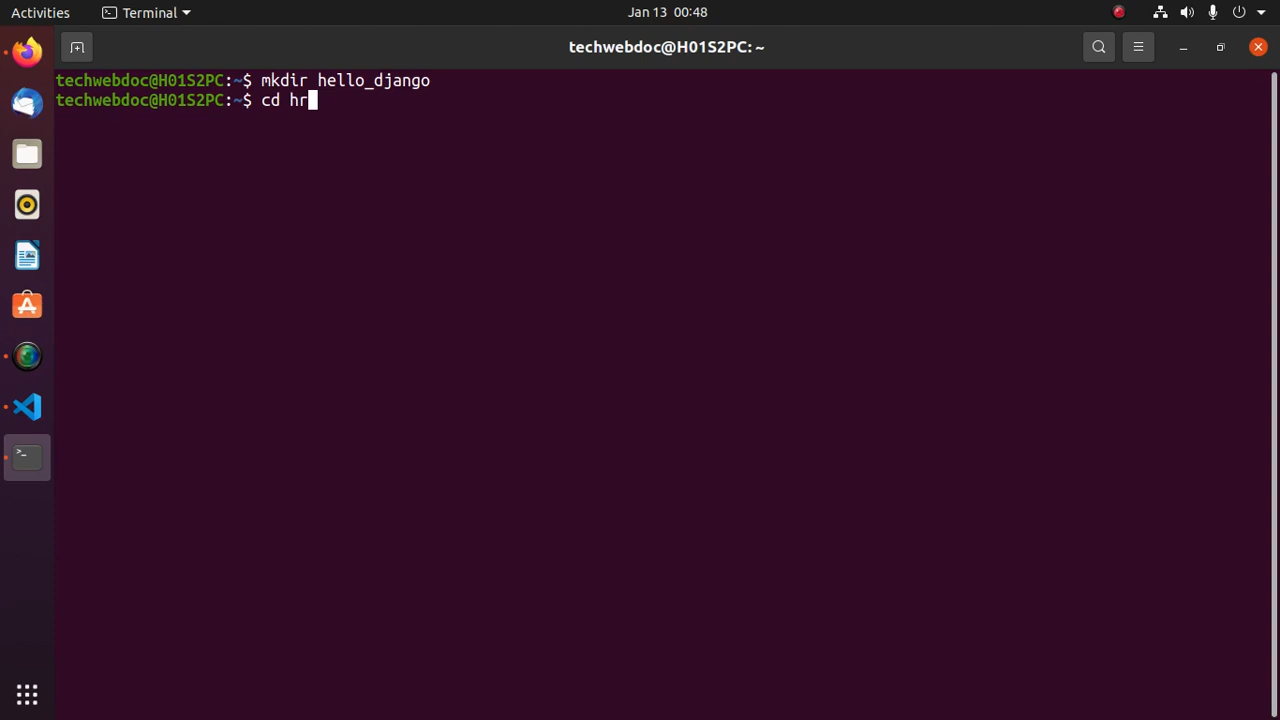 Activities
Terminal
Jan 13 00:48
techwebdoc@H01S2PC: ~
techwebdoc@H01S2PC:~$ mkdir hello_django
techwebdoc@H01S2PC:~$ cd hr